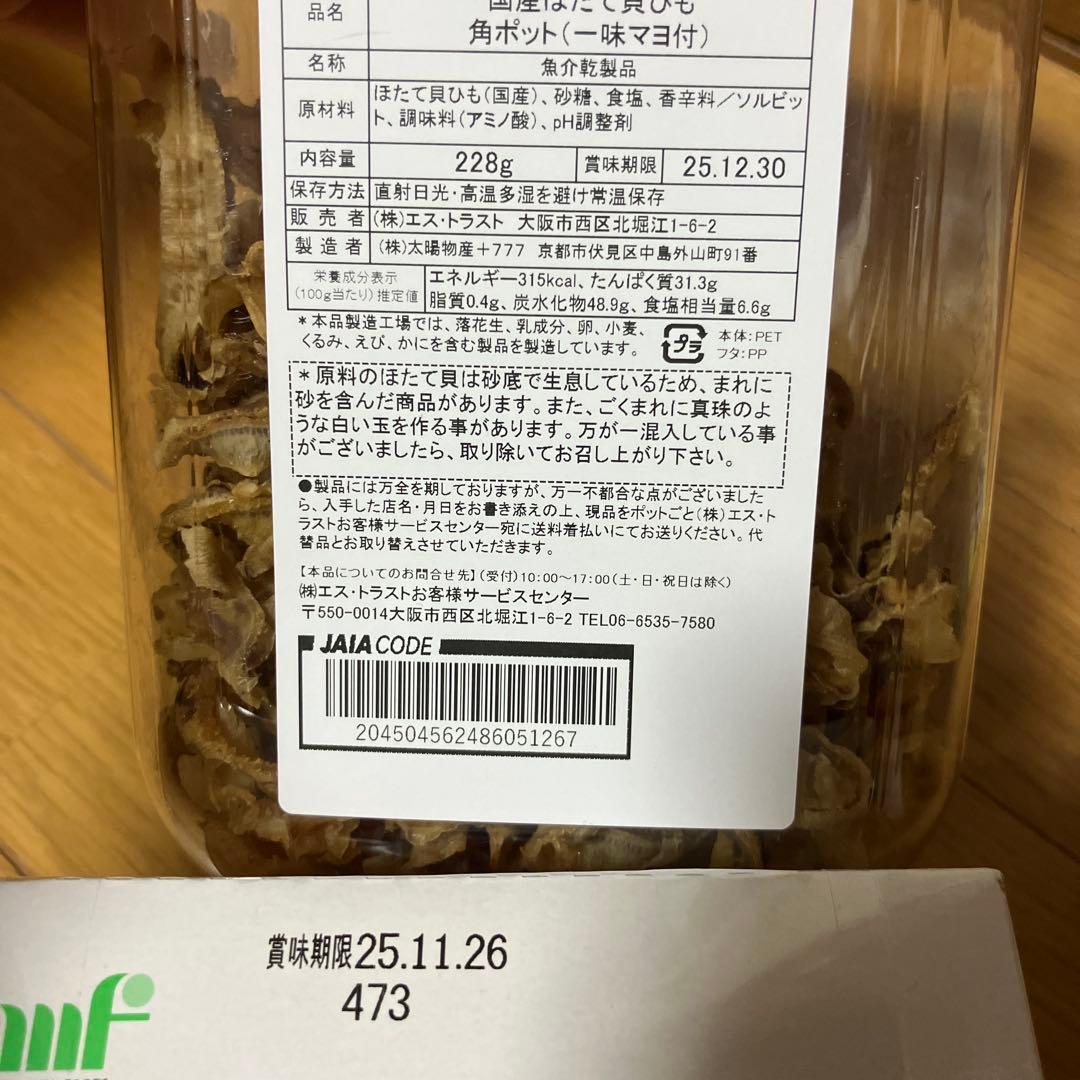 品名 国産ほたて貝ひも
角ポット(一味マヨ付)
名称 魚介乾製品
原材料 ほたて貝ひも(国産)、砂糖、食塩、香辛料/ソルビッ
ト、調味料(アミノ酸)、pH調整剤
内容量 228g 賞味期限 25.12.30
保存方法 直射日光・高温多湿を避け常温保存
販売者 (株)エス・トラスト 大阪市西区北堀江1-6-2
製造者 (株)太暘物産+777 京都市伏見区中島外山町91番
栄養成分表示 エネルギー315kcal、たんぱく質31.3g
(100g当たり)推定値 脂質0.4g、炭水化物48.9g、食塩相当量6.6g
*本品製造工場では、落花生、乳成分、卵、小麦、
くるみ、えび、かにを含む製品を製造しています。
プラ
本体:PET
フタ:PP
*原料のほたて貝は砂底で生息しているため、まれに
砂を含んだ商品があります。また、ごくまれに真珠のよ
うな白い玉を作る事があります。万が一混入している事
がございましたら、取り除いてお召し上がり下さい。
●製品には万全を期しておりますが、万一不都合な点がございました
ら、入手した店名・月日をお書き添えの上、現品をポットごと(株)エス・ト
ラストお客様サービスセンター宛に送料着払いにてお送りください。代
替品とお取り替えさせていただきます。
【本品についてのお問合せ先】(受付)10:00〜17:00(土・日・祝日は除く)
㈱エス・トラストお客様サービスセンター
〒550-0014大阪市西区北堀江1-6-2 TEL06-6535-7580
JAIA CODE
204504562486051267
賞味期限25.11.26
473